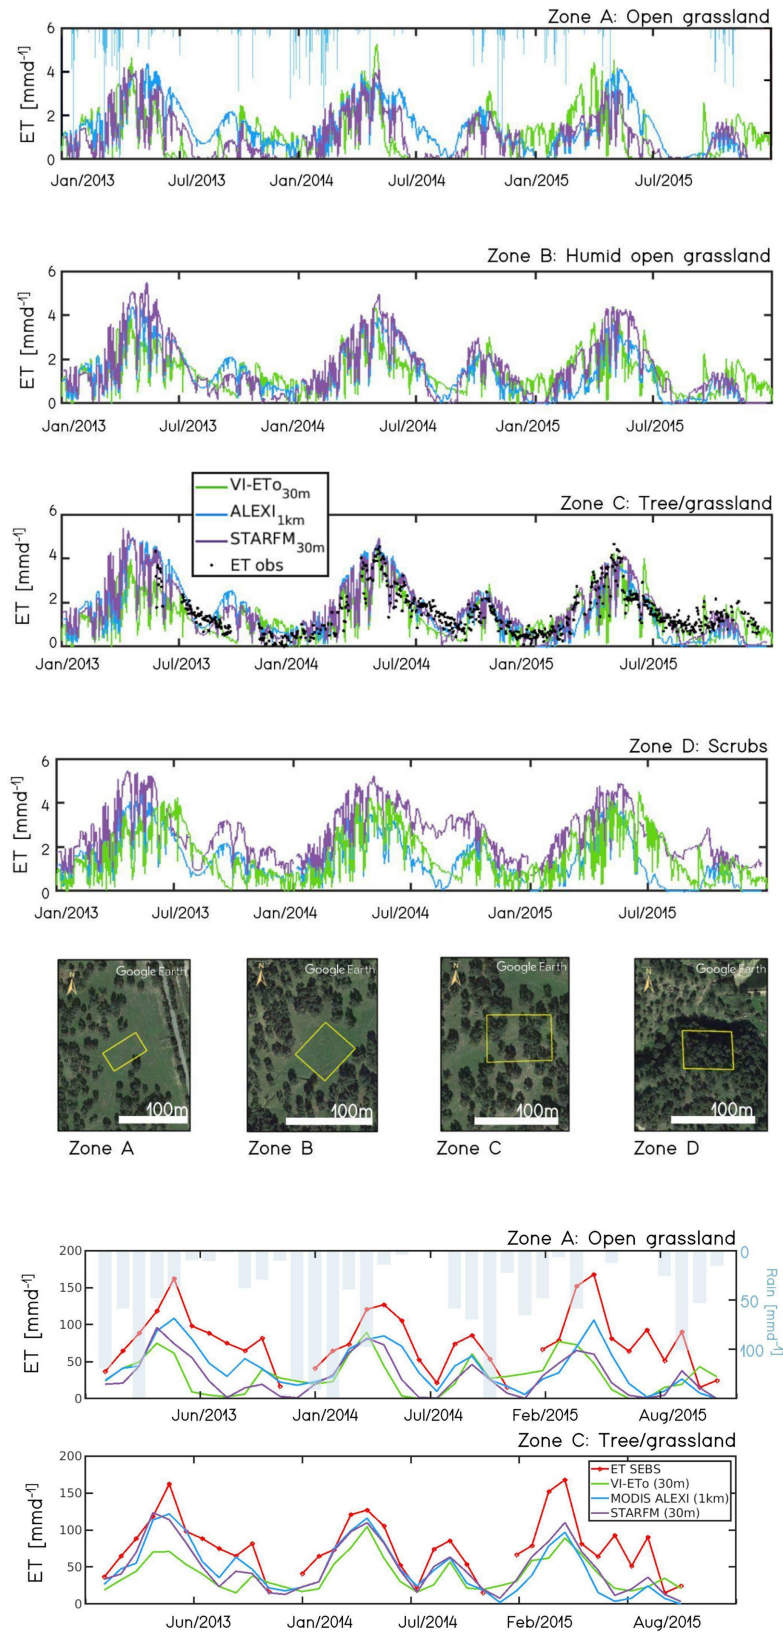 Zone A: Open grassland
6
4
2
0
ET [mmd-1]
Jan/2013 Jul/2013 Jan/2014 Jul/2014 Jan/2015 Jul/2015
Zone B: Humid open grassland
6
4
2
0
ET [mmd-1]
Jan/2013 Jul/2013 Jan/2014 Jul/2014 Jan/2015 Jul/2015
VI-ETo30m
ALEXI1km
STARFM30m
ET obs
Zone C: Tree/grassland
6
4
2
0
ET [mmd-1]
Jan/2013 Jul/2013 Jan/2014 Jul/2014 Jan/2015 Jul/2015
Zone D: Scrubs
6
4
2
0
ET [mmd-1]
Jan/2013 Jul/2013 Jan/2014 Jul/2014 Jan/2015 Jul/2015
N Google Earth N Google Earth N Google Earth N Google Earth
100m 100m 100m 100m
Zone A Zone B Zone C Zone D
Zone A: Open grassland
200
150
100
50
0
ET [mmd-1]
0
50
100
Rain [mmd-1]
Jun/2013 Jan/2014 Jul/2014 Feb/2015 Aug/2015
Zone C: Tree/grassland
200
150
100
50
0
ET [mmd-1]
ET SEBS
VI-ETo (30m)
MODIS ALEXI (1km)
STARFM (30m)
Jun/2013 Jan/2014 Jul/2014 Feb/2015 Aug/2015